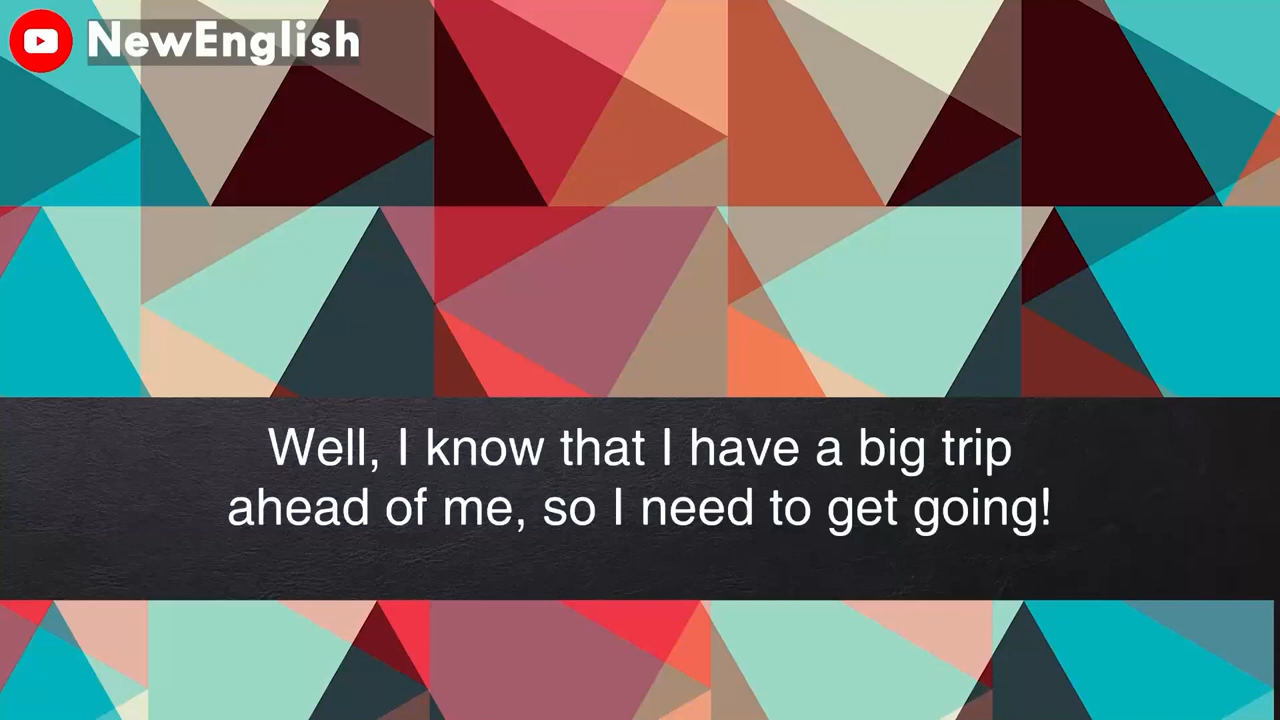 NewEnglish
Well, I know that I have a big trip
ahead of me, so I need to get going!